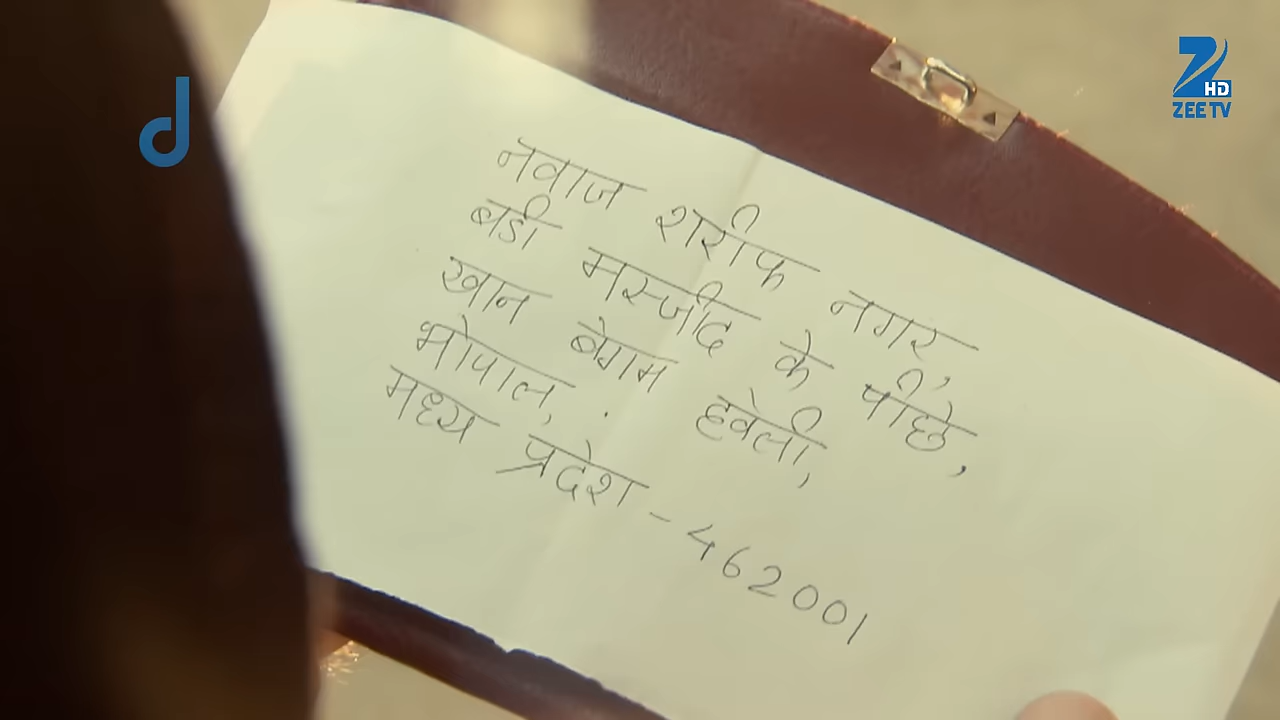 नवाज शरीफ नगर,
बडी मस्जीद के पीछे,
खान बेगम हवेली,
भोपाल,
मध्य प्रदेश - 462001
d
Z
HD
ZEE TV